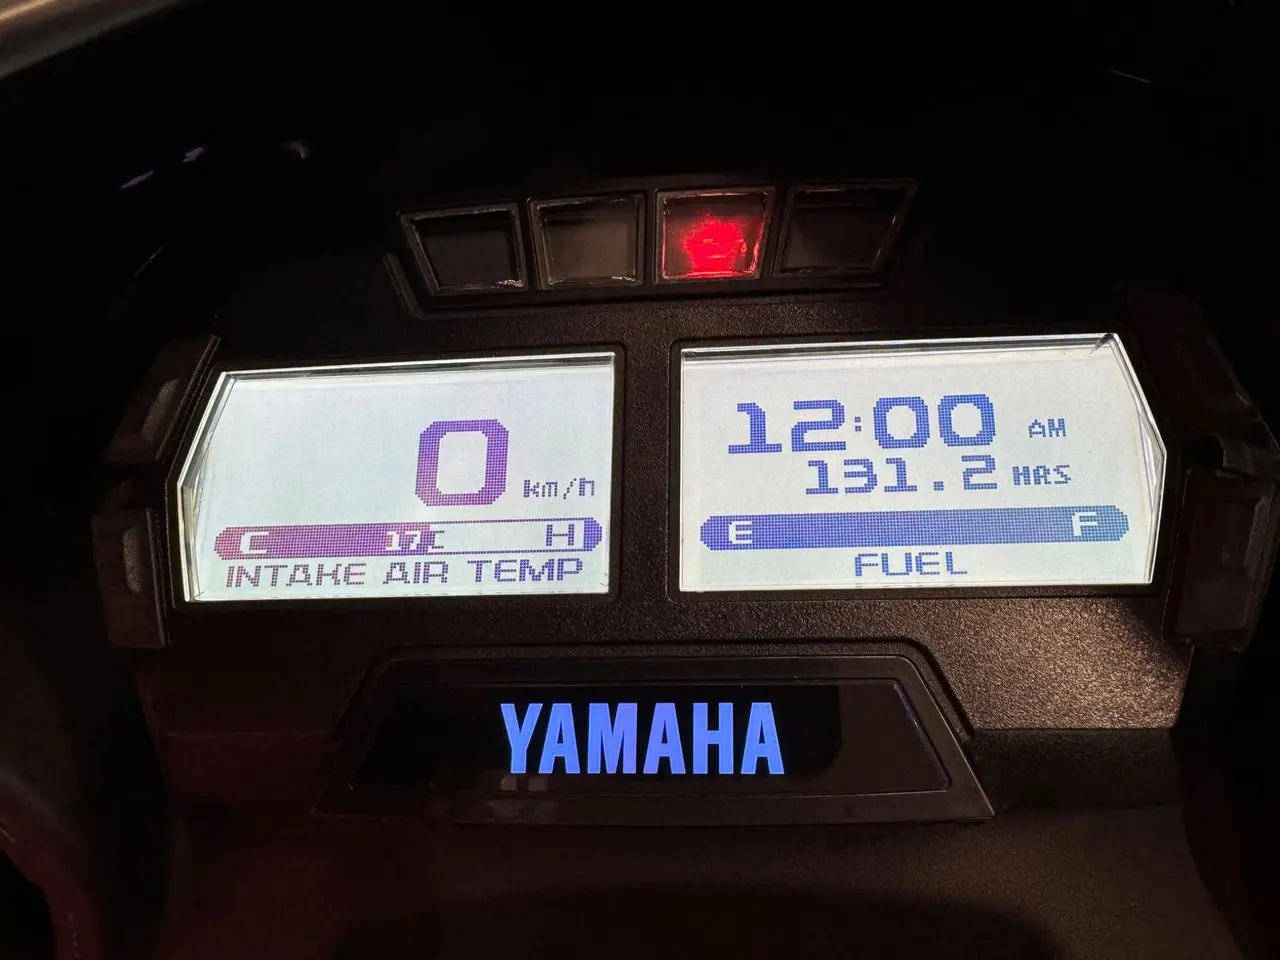 0 km/h
C 17C H
INTAKE AIR TEMP
12:00 AM
131.2 HRS
E F
FUEL
YAMAHA